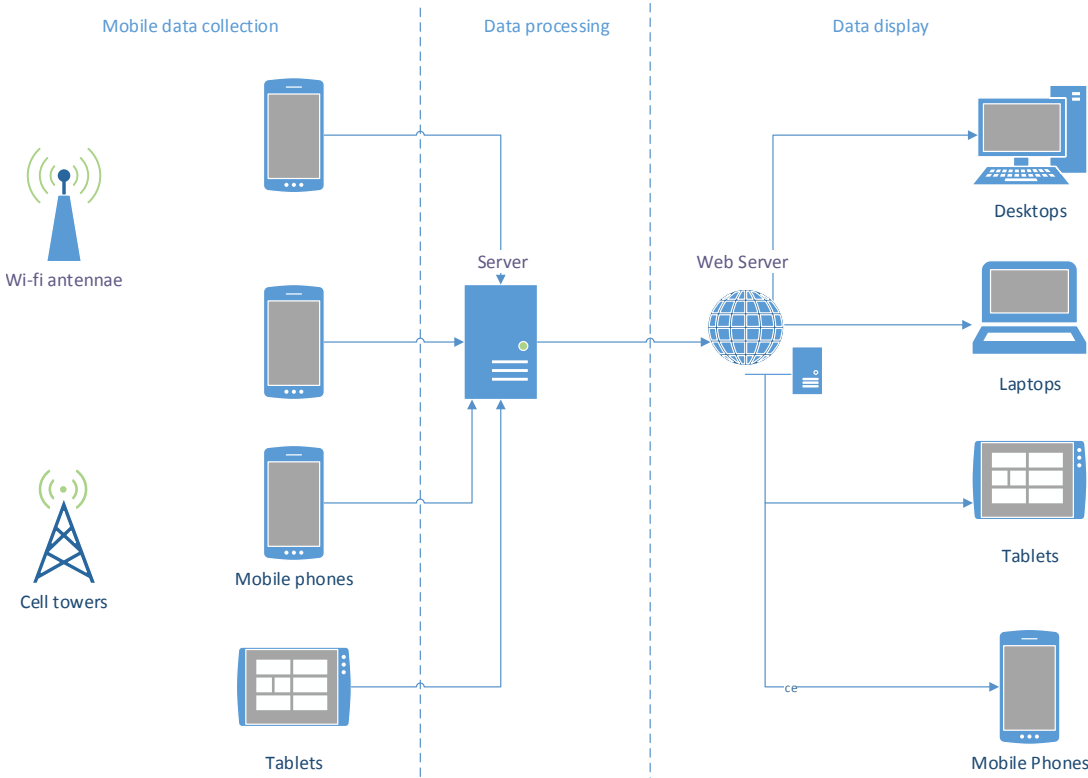 Mobile data collection
Data processing
Data display
Wi-fi antennae
Cell towers
Mobile phones
Tablets
Server
Web Server
Desktops
Laptops
Tablets
ce
Mobile Phones